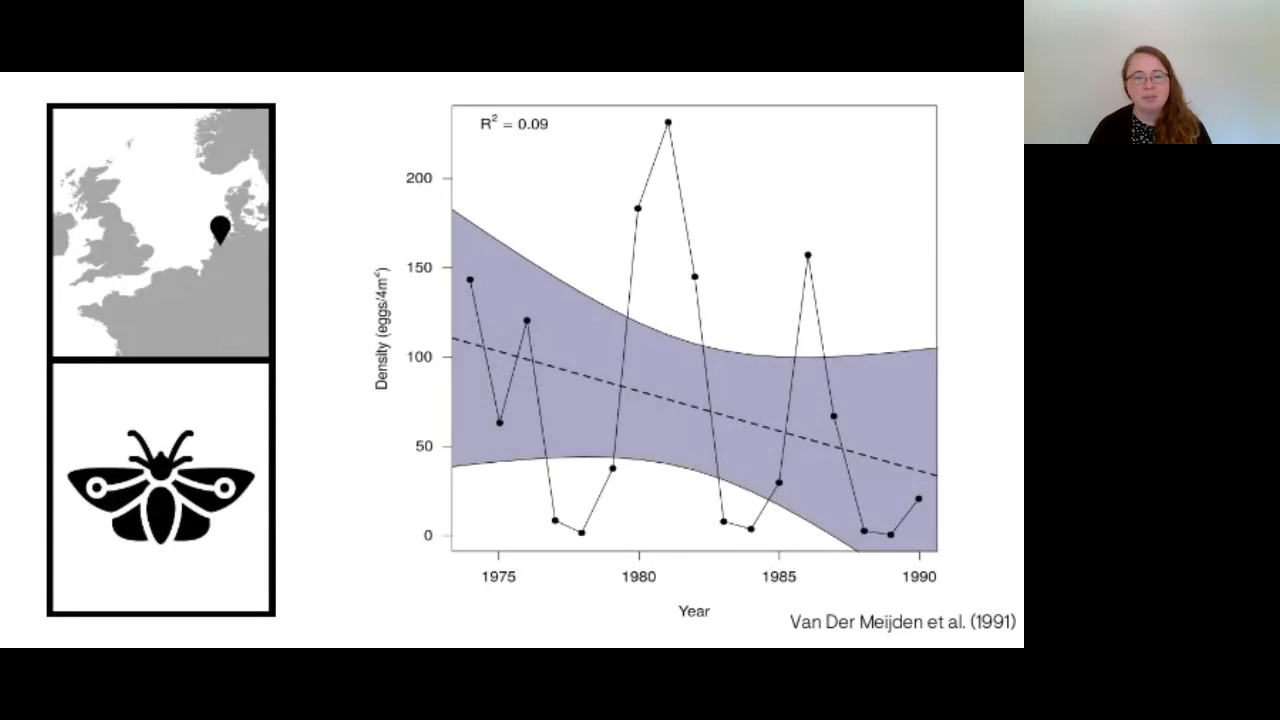 R² = 0.09
200
150
100
50
0
Density (eggs/4m²)
1975 1980 1985 1990
Year
Van Der Meijden et al. (1991)